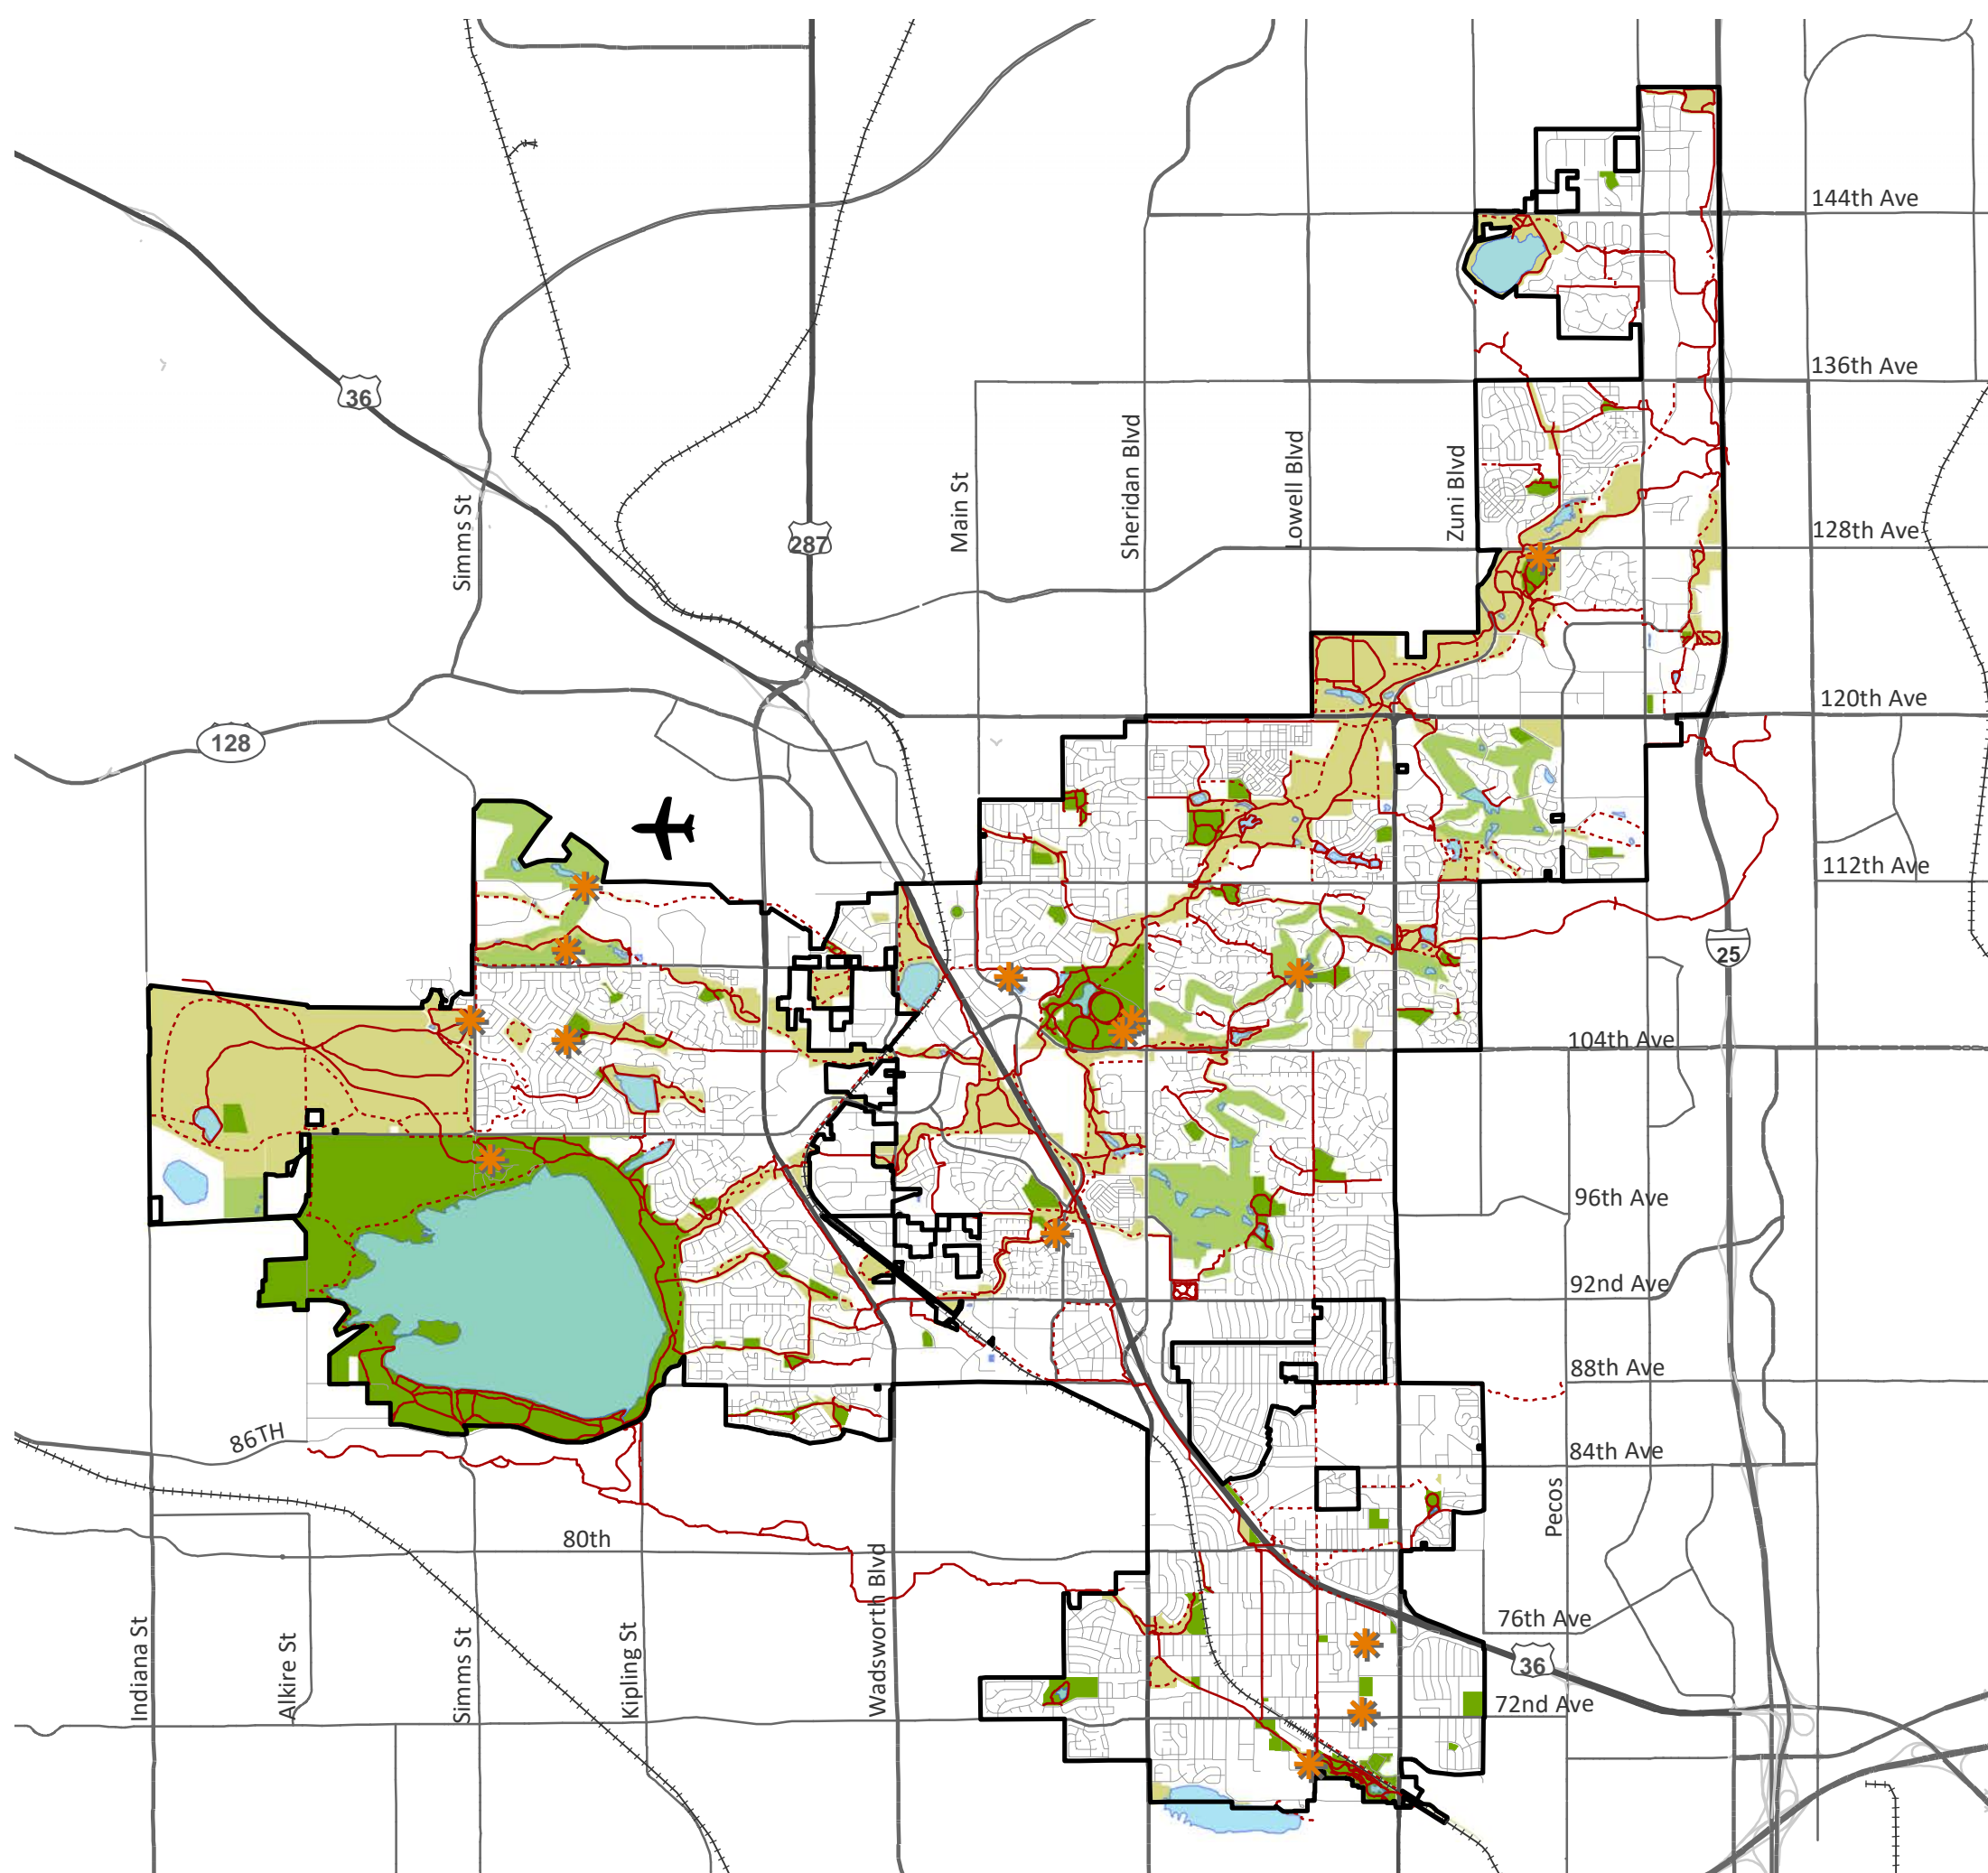 144th Ave
136th Ave
36
Sheridan Blvd
Lowell Blvd
Zuni Blvd
Main St
Simms St
287
128th Ave
120th Ave
128
112th Ave
25
104th Ave
96th Ave
92nd Ave
88th Ave
86TH
84th Ave
Pecos
80th
Wadsworth Blvd
76th Ave
Indiana St
Alkire St
Simms St
Kipling St
36
72nd Ave